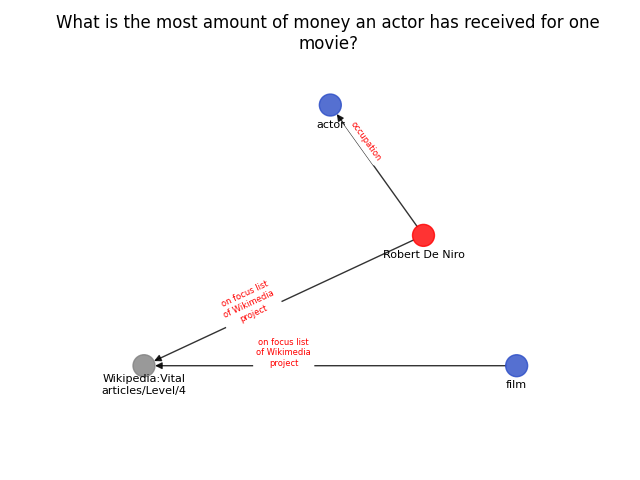 What is the most amount of money an actor has received for one
movie?
actor
occupation
Robert De Niro
on focus list
of Wikimedia
project
on focus list
of Wikimedia
project
Wikipedia:Vital
articles/Level/4
film